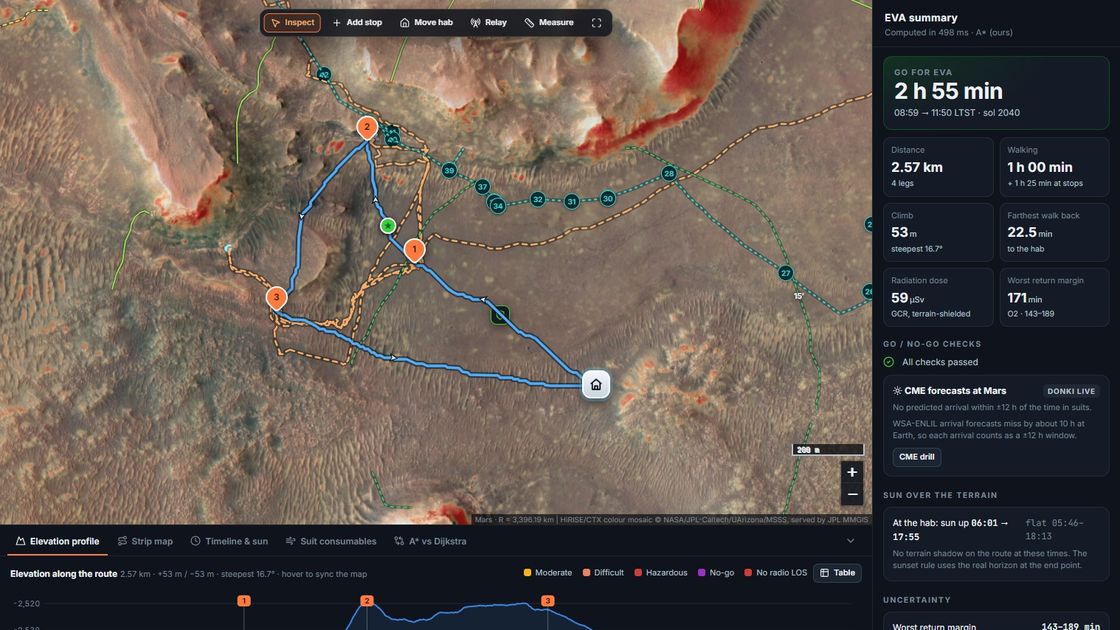 Inspect
Add stop
Move hab
Relay
Measure
EVA summary
Computed in 498 ms · A* (ours)
GO FOR EVA
2 h 55 min
08:59 → 11:50 LTST · sol 2040
Distance
2.57 km
4 legs
Walking
1 h 00 min
+ 1 h 25 min at stops
Climb
53 m
steepest 16.7°
Farthest walk back
22.5 min
to the hab
Radiation dose
59 µSv
GCR, terrain-shielded
Worst return margin
171 min
O2 · 143–189
GO / NO-GO CHECKS
All checks passed
CME forecasts at Mars
DONKI LIVE
No predicted arrival within ±12 h of the time in suits.
WSA-ENLIL arrival forecasts miss by about 10 h at
Earth, so each arrival counts as a ±12 h window.
CME drill
SUN OVER THE TERRAIN
At the hab: sun up 06:01 →
17:55
flat 05:46–
18:13
No terrain shadow on the route at these times. The
sunset rule uses the real horizon at the end point.
UNCERTAINTY
Worst return margin
143–189 min
42
2
39
37
34
32
31
30
28
27
26
1
3
15'
200 m
+
−
Mars · R = 3,396.19 km | HiRISE/CTX colour mosaic © NASA/JPL-Caltech/UArizona/MSSS, served by JPL MMGIS
Elevation profile
Strip map
Timeline & sun
Suit consumables
A* vs Dijkstra
Elevation along the route 2.57 km · +53 m / −53 m · steepest 16.7° · hover to sync the map
Moderate
Difficult
Hazardous
No-go
No radio LOS
Table
-2,520
1
2
3